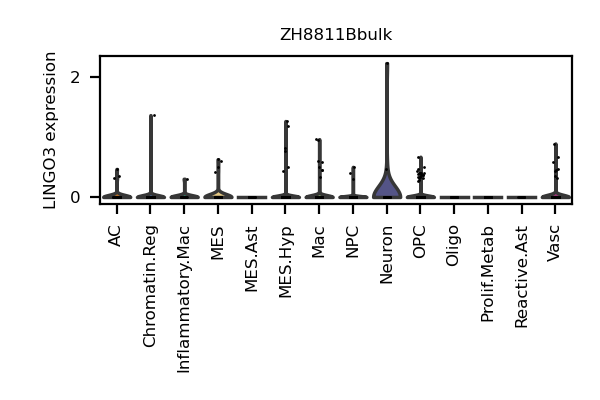 ZH8811Bbulk
LINGO3 expression
2
0
AC
Chromatin.Reg
Inflammatory.Mac
MES
MES.Ast
MES.Hyp
Mac
NPC
Neuron
OPC
Oligo
Prolif.Metab
Reactive.Ast
Vasc